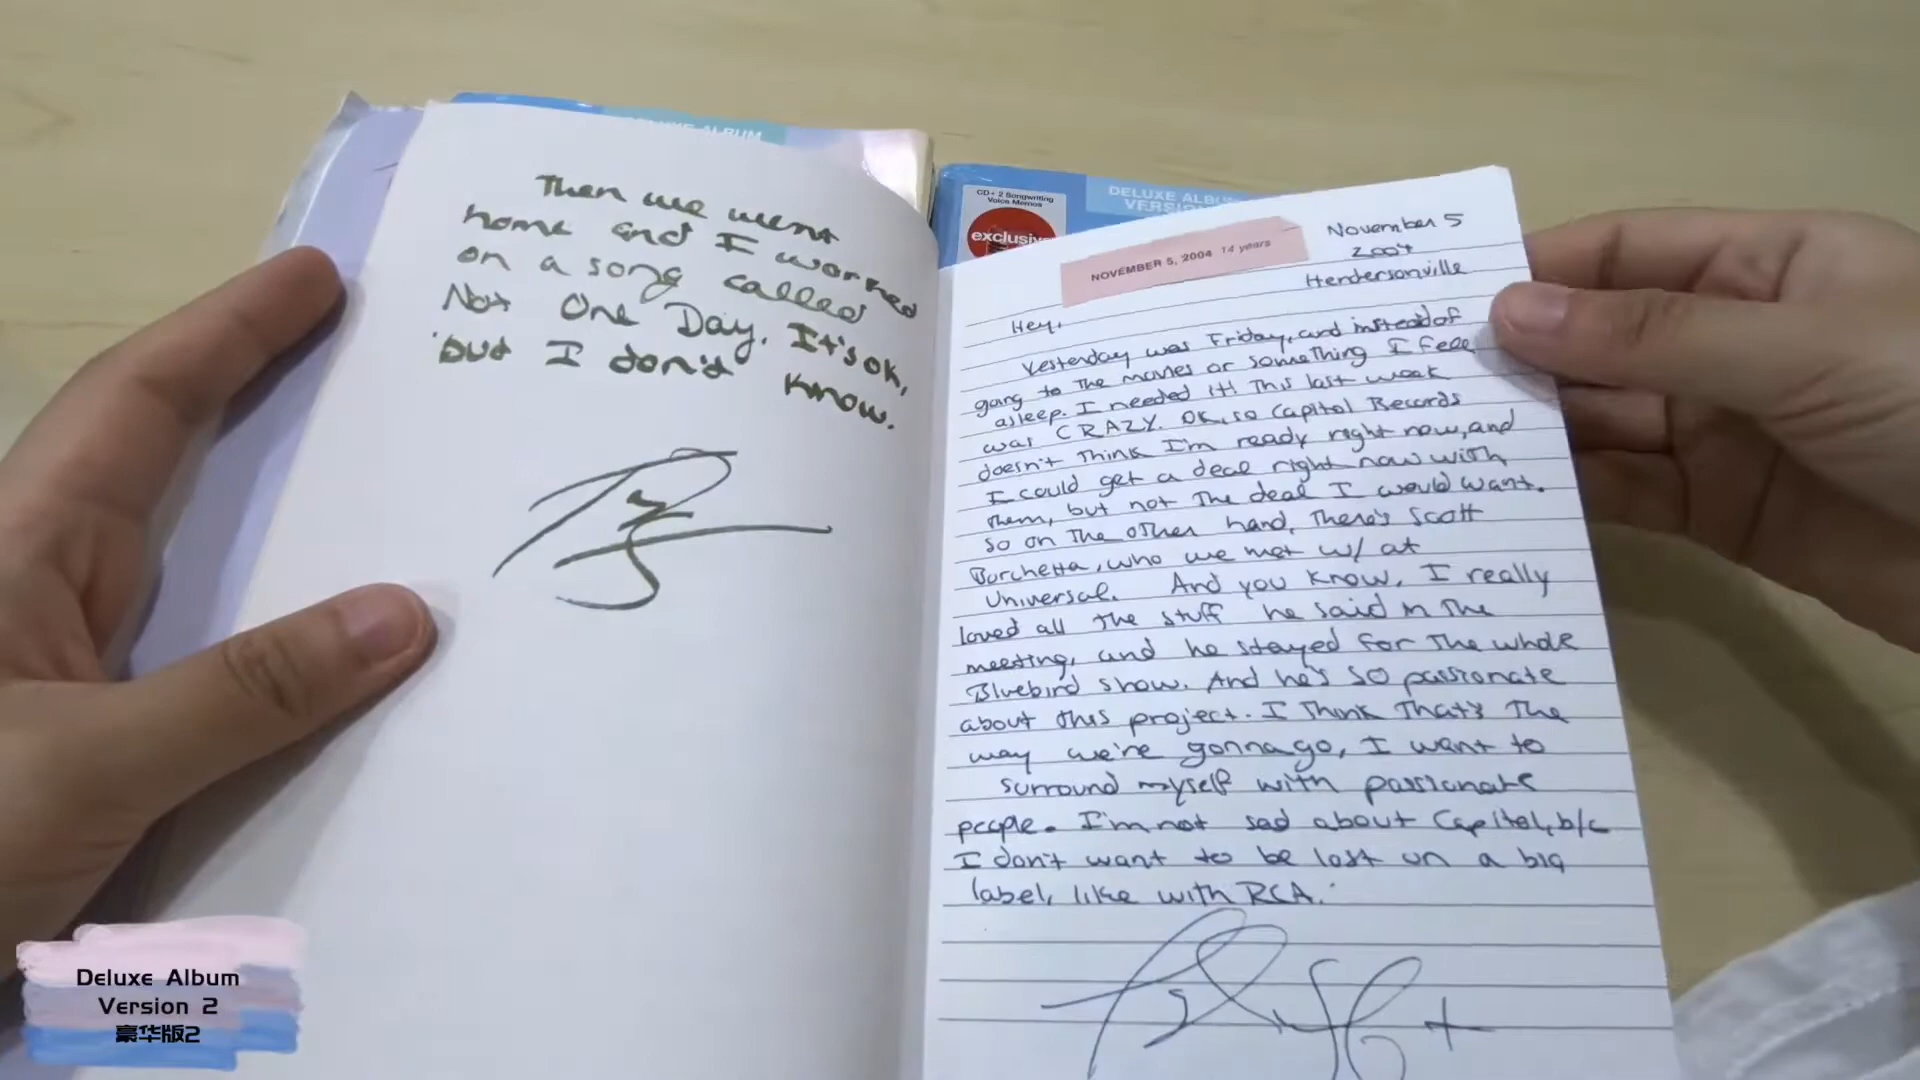 DELUXE ALBUM
Then we went
home and I worked
on a song called
Not One Day. It's ok,
but I don't know.
CD + 2 Songwriting
Voice Memos
exclusive
DELUXE ALBUM
VERSION
NOVEMBER 5, 2004 14 years
November 5
2004
Hendersonville
Hey,
Yesterday was Friday, and instead of
going to the movies or something I feel
asleep. I needed it! This last week
was CRAZY. OK, so Capitol Records
doesn't think I'm ready right now, and
I could get a deal right now with
them, but not the deal I would want.
So on the other hand, there's Scott
Borchetta, who we met w/ at
Universal. And you know, I really
loved all the stuff he said in the
meeting, and he stayed for the whole
Bluebird show. And he's SO passionate
about this project. I think that's the
way we're gonna go, I want to
surround myself with passionate
people. I'm not sad about Capitol, b/c
I don't want to be lost on a big
label, like with RCA.
Deluxe Album
Version 2
豪华版2